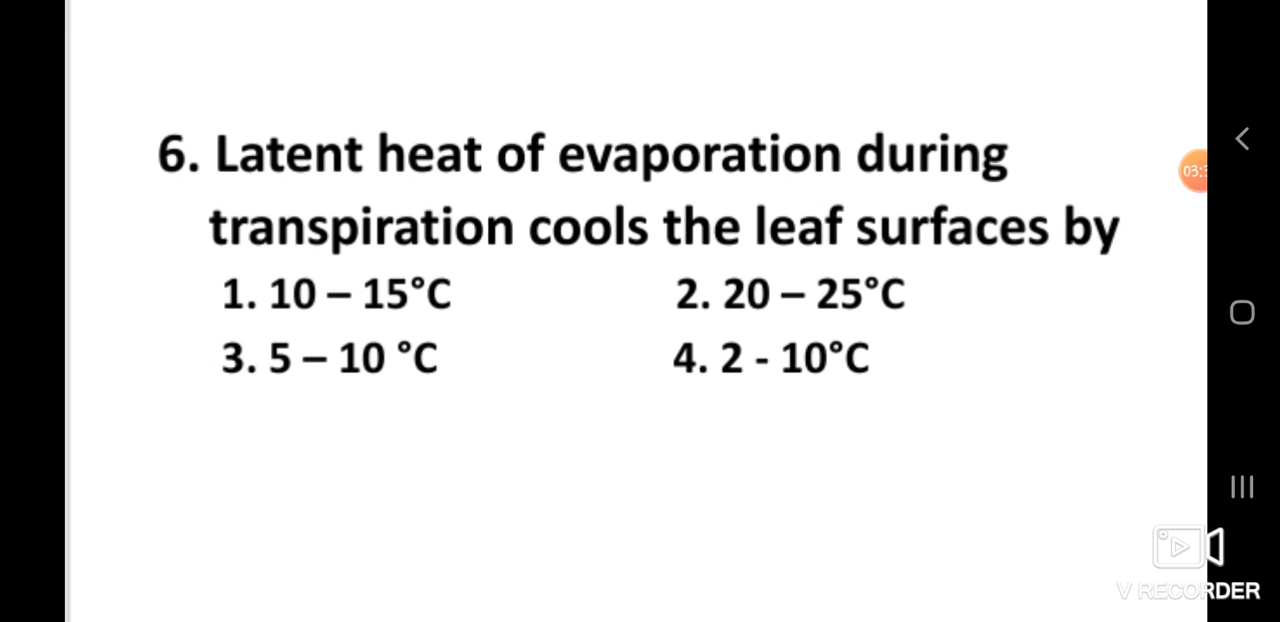 6. Latent heat of evaporation during
transpiration cools the leaf surfaces by
1. 10 – 15°C 2. 20 – 25°C
3. 5 – 10 °C 4. 2 - 10°C
03:
V RECORDER